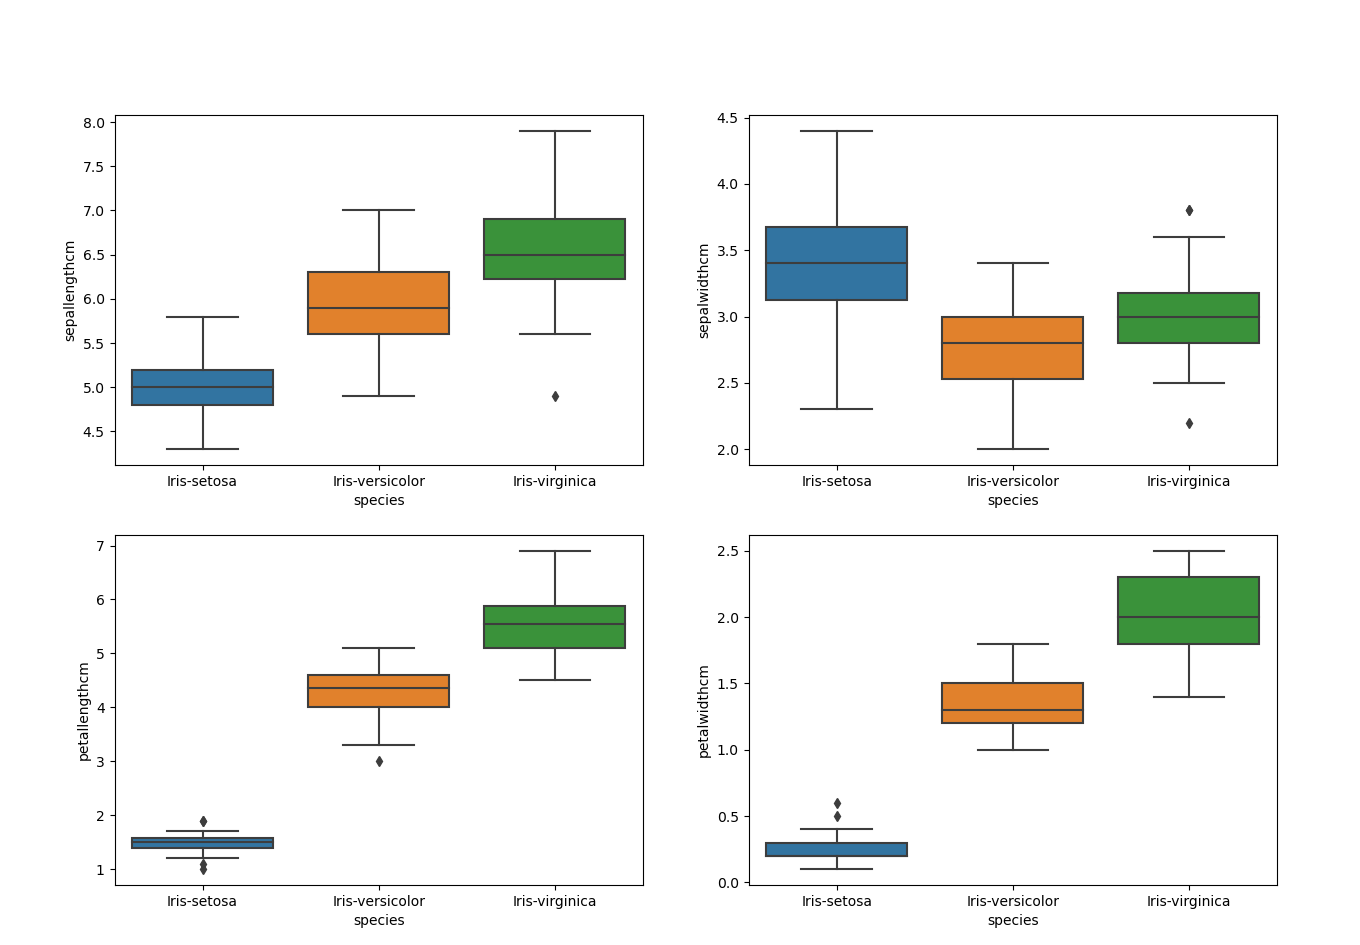 sepallengthcm
8.0
7.5
7.0
6.5
6.0
5.5
5.0
4.5
Iris-setosa Iris-versicolor Iris-virginica
species
sepalwidthcm
4.5
4.0
3.5
3.0
2.5
2.0
Iris-setosa Iris-versicolor Iris-virginica
species
petallengthcm
7
6
5
4
3
2
1
Iris-setosa Iris-versicolor Iris-virginica
species
petalwidthcm
2.5
2.0
1.5
1.0
0.5
0.0
Iris-setosa Iris-versicolor Iris-virginica
species